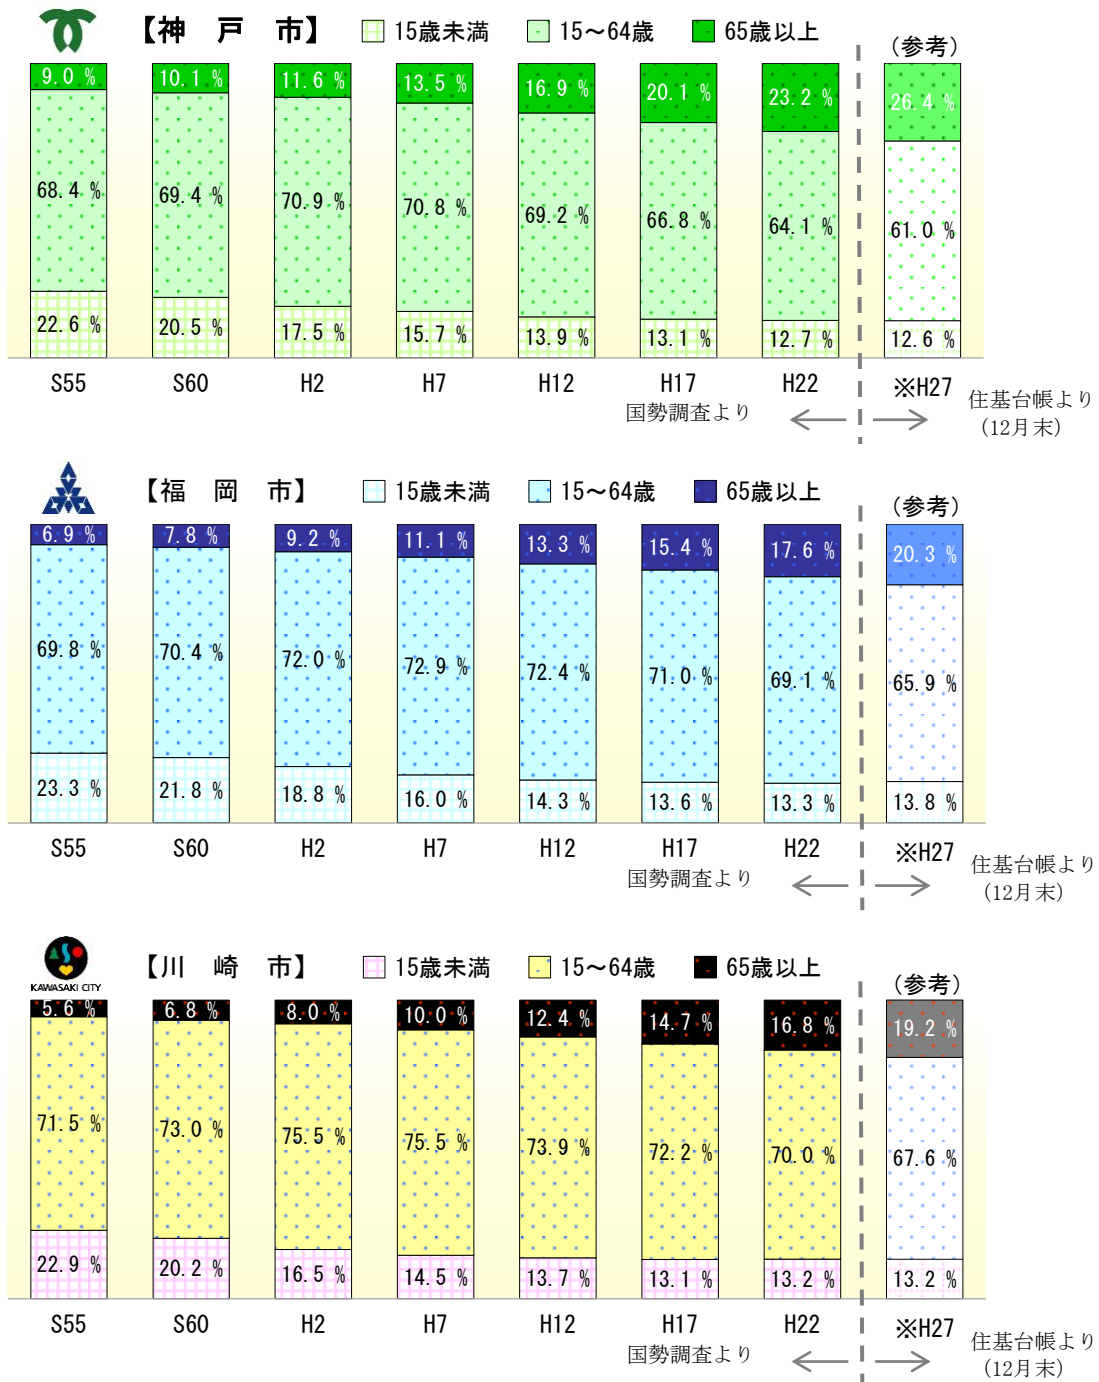 【神 戸 市】 15歳未満 15～64歳 65歳以上 (参考)
9.0 % 10.1 % 11.6 % 13.5 % 16.9 % 20.1 % 23.2 % 26.4 %
68.4 % 69.4 % 70.9 % 70.8 % 69.2 % 66.8 % 64.1 % 61.0 %
22.6 % 20.5 % 17.5 % 15.7 % 13.9 % 13.1 % 12.7 % 12.6 %
S55 S60 H2 H7 H12 H17 H22 ※H27
国勢調査より 住基台帳より
(12月末)
【福 岡 市】 15歳未満 15～64歳 65歳以上 (参考)
6.9 % 7.8 % 9.2 % 11.1 % 13.3 % 15.4 % 17.6 % 20.3 %
69.8 % 70.4 % 72.0 % 72.9 % 72.4 % 71.0 % 69.1 % 65.9 %
23.3 % 21.8 % 18.8 % 16.0 % 14.3 % 13.6 % 13.3 % 13.8 %
S55 S60 H2 H7 H12 H17 H22 ※H27
国勢調査より 住基台帳より
(12月末)
KAWASAKI CITY
【川 崎 市】 15歳未満 15～64歳 65歳以上 (参考)
5.6 % 6.8 % 8.0 % 10.0 % 12.4 % 14.7 % 16.8 % 19.2 %
71.5 % 73.0 % 75.5 % 75.5 % 73.9 % 72.2 % 70.0 % 67.6 %
22.9 % 20.2 % 16.5 % 14.5 % 13.7 % 13.1 % 13.2 % 13.2 %
S55 S60 H2 H7 H12 H17 H22 ※H27
国勢調査より 住基台帳より
(12月末)